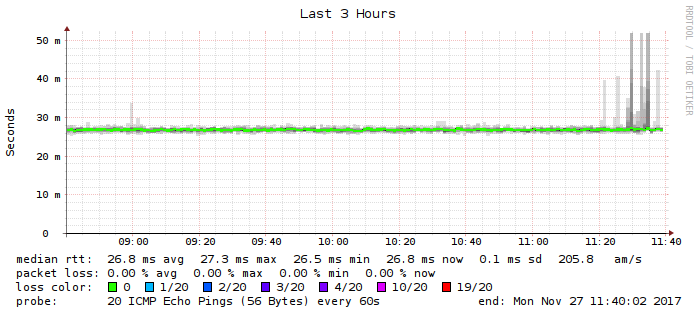 Last 3 Hours
RRDTOOL / TOBI OETIKER
Seconds
50 m
40 m
30 m
20 m
10 m
0
09:00 09:20 09:40 10:00 10:20 10:40 11:00 11:20 11:40
median rtt: 26.8 ms avg 27.3 ms max 26.5 ms min 26.8 ms now 0.1 ms sd 205.8 am/s
packet loss: 0.00 % avg 0.00 % max 0.00 % min 0.00 % now
loss color: 0 1/20 2/20 3/20 4/20 10/20 19/20
probe: 20 ICMP Echo Pings (56 Bytes) every 60s end: Mon Nov 27 11:40:02 2017